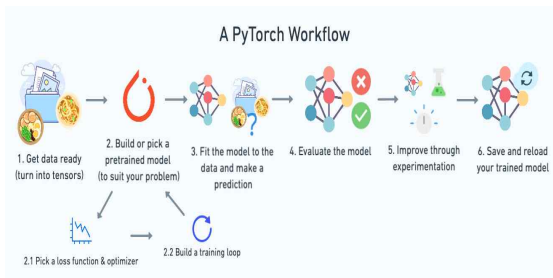 A PyTorch Workflow
1. Get data ready
(turn into tensors)
2. Build or pick a
pretrained model
(to suit your problem)
3. Fit the model to the
data and make a
prediction
4. Evaluate the model
5. Improve through
experimentation
6. Save and reload
your trained model
2.1 Pick a loss function & optimizer
2.2 Build a training loop